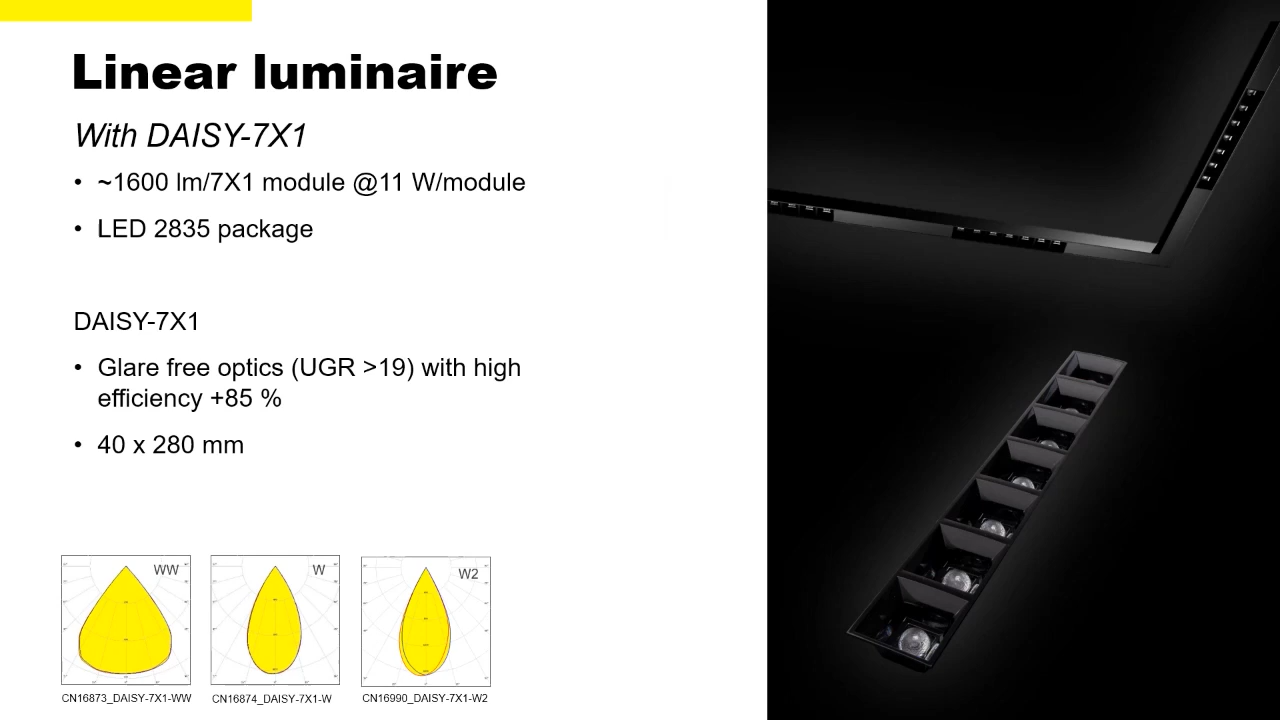 Linear luminaire
With DAISY-7X1
• ~1600 lm/7X1 module @11 W/module
• LED 2835 package
DAISY-7X1
• Glare free optics (UGR >19) with high
efficiency +85 %
• 40 x 280 mm
WW
W
W2
CN16873_DAISY-7X1-WW
CN16874_DAISY-7X1-W
CN16990_DAISY-7X1-W2